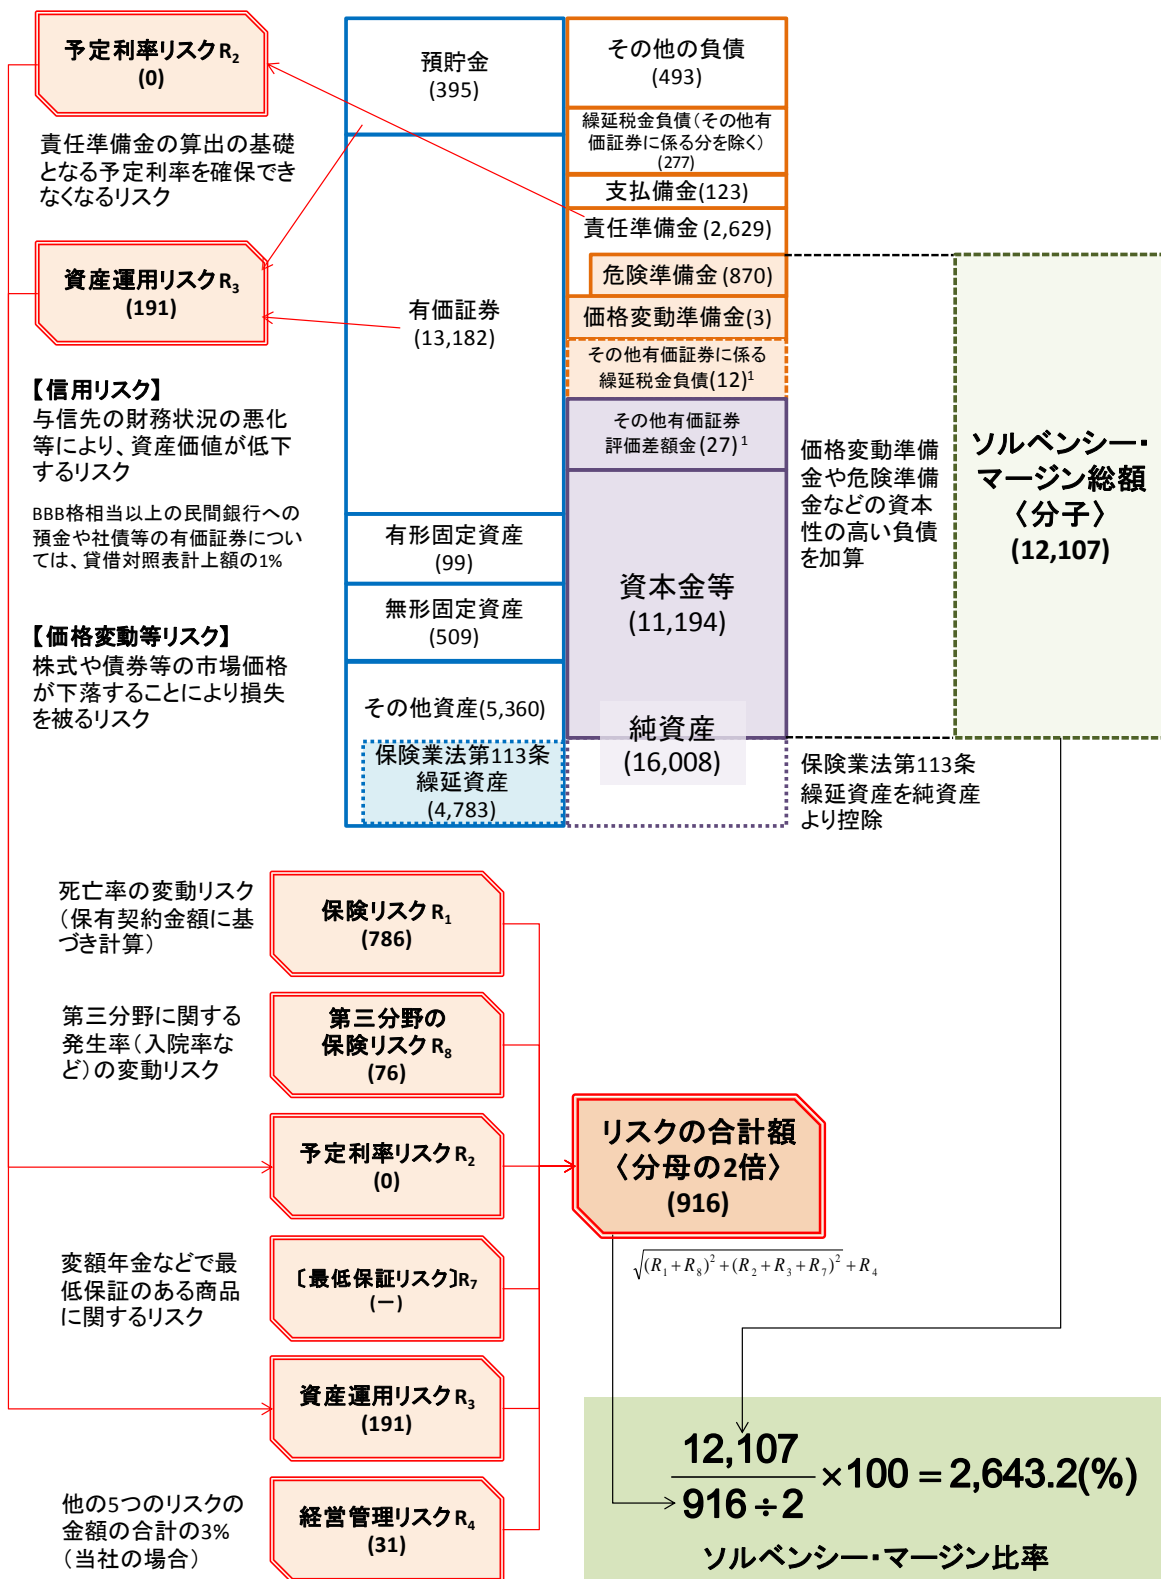 予定利率リスクR2
(0)
責任準備金の算出の基礎
となる予定利率を確保でき
なくなるリスク
資産運用リスクR3
(191)
【信用リスク】
与信先の財務状況の悪化
等により、資産価値が低下
するリスク
BBB格相当以上の民間銀行への
預金や社債等の有価証券につい
ては、貸借対照表計上額の1%
【価格変動等リスク】
株式や債券等の市場価格
が下落することにより損失
を被るリスク
預貯金
(395)
有価証券
(13,182)
有形固定資産
(99)
無形固定資産
(509)
その他資産(5,360)
保険業法第113条
繰延資産
(4,783)
その他の負債
(493)
繰延税金負債(その他有
価証券に係る分を除く)
(277)
支払備金(123)
責任準備金(2,629)
危険準備金(870)
価格変動準備金(3)
その他有価証券に係る
繰延税金負債(12)1
その他有価証券
評価差額金(27)1
資本金等
(11,194)
純資産
(16,008)
価格変動準備
金や危険準備
金などの資本
性の高い負債
を加算
保険業法第113条
繰延資産を純資産
より控除
ソルベンシー・
マージン総額
〈分子〉
(12,107)
死亡率の変動リスク
(保有契約金額に基
づき計算)
保険リスクR1
(786)
第三分野に関する
発生率(入院率な
ど)の変動リスク
第三分野の
保険リスクR8
(76)
予定利率リスクR2
(0)
変額年金などで最
低保証のある商品
に関するリスク
〔最低保証リスク〕R7
(ー)
資産運用リスクR3
(191)
他の5つのリスクの
金額の合計の3%
(当社の場合)
経営管理リスクR4
(31)
リスクの合計額
〈分母の2倍〉
(916)
√(R1+R8)2+(R2+R3+R7)2+R4
12,107
916÷2
×100=2,643.2(%)
ソルベンシー・マージン比率